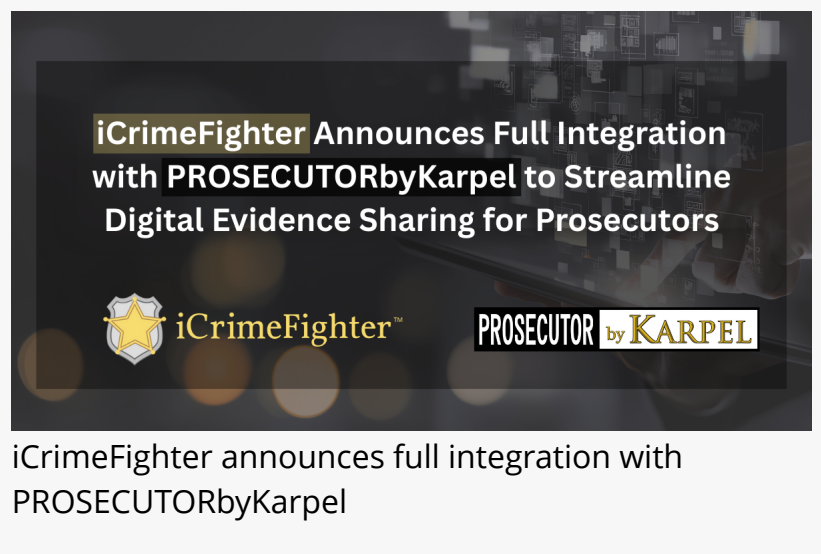 iCrimeFighter Announces Full Integration
with PROSECUTORbyKarpel to Streamline
Digital Evidence Sharing for Prosecutors
iCrimeFighter™
PROSECUTOR by KARPEL
iCrimeFighter announces full integration with
PROSECUTORbyKarpel